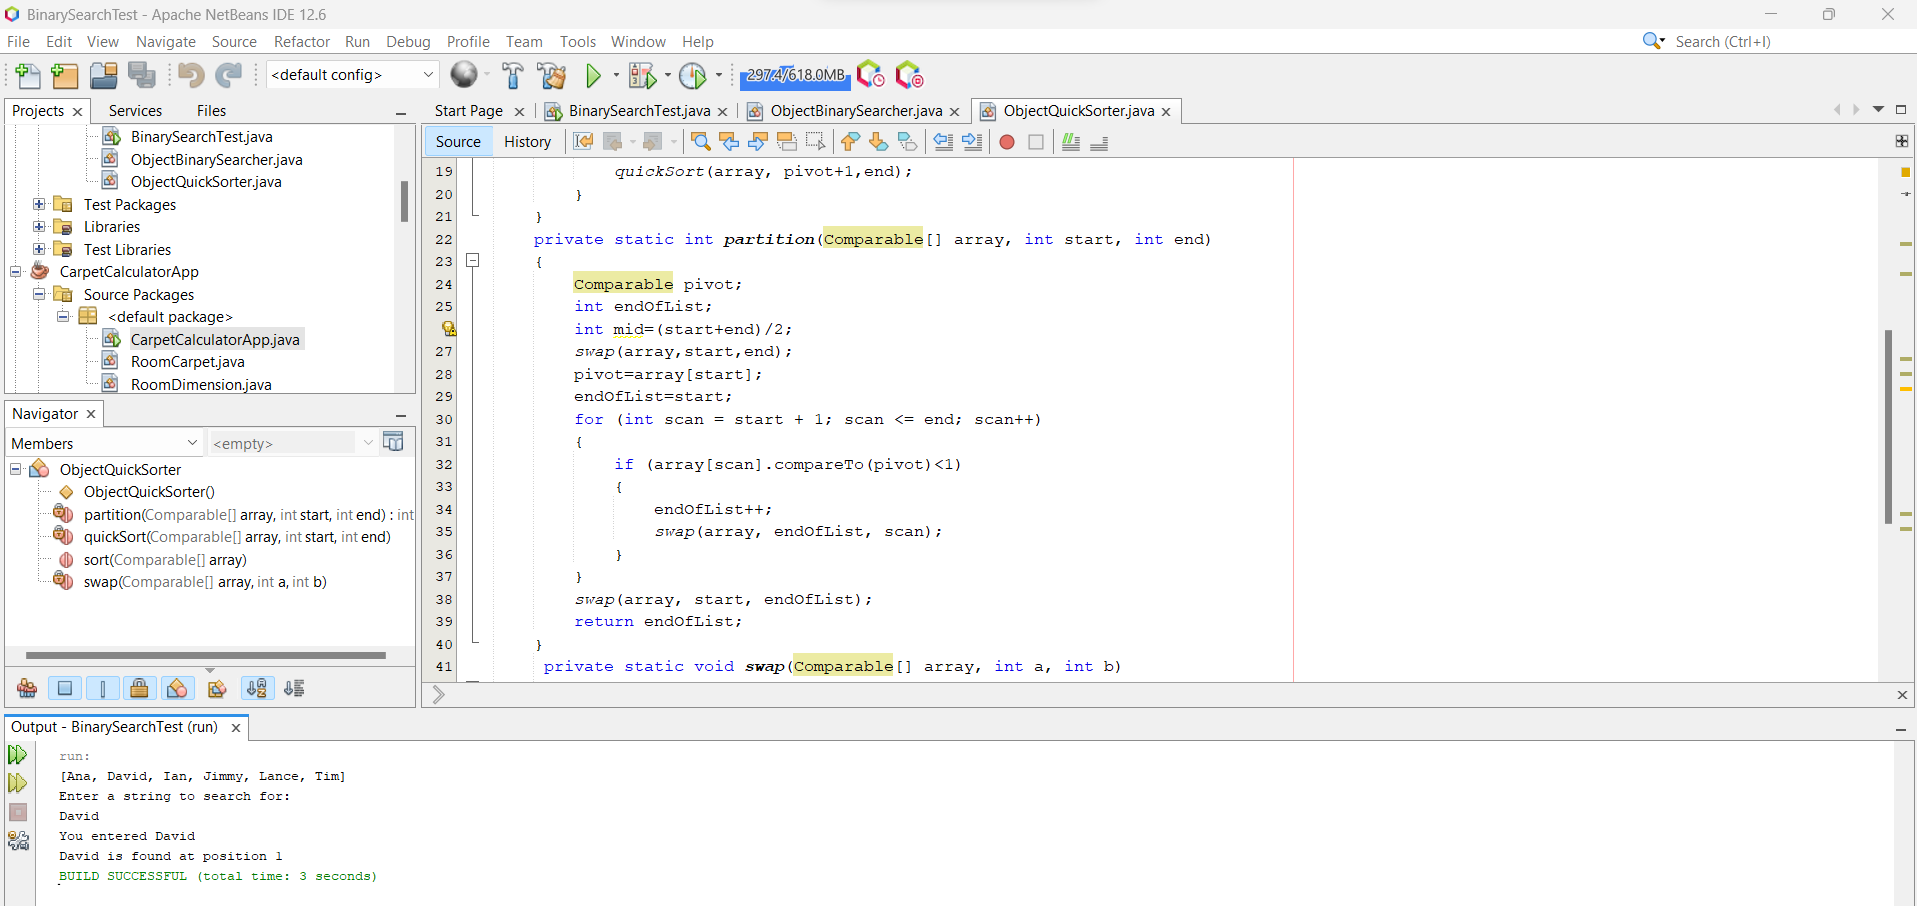 BinarySearchTest - Apache NetBeans IDE 12.6
File Edit View Navigate Source Refactor Run Debug Profile Team Tools Window Help
Search (Ctrl+I)
<default config>
297.4/618.0MB
Projects Services Files
BinarySearchTest.java
ObjectBinarySearcher.java
ObjectQuickSorter.java
Test Packages
Libraries
Test Libraries
CarpetCalculatorApp
Source Packages
<default package>
CarpetCalculatorApp.java
RoomCarpet.java
RoomDimension.java
Navigator
Members
<empty>
ObjectQuickSorter
ObjectQuickSorter()
partition(Comparable[] array, int start, int end) : int
quickSort(Comparable[] array, int start, int end)
sort(Comparable[] array)
swap(Comparable[] array, int a, int b)
Start Page BinarySearchTest.java ObjectBinarySearcher.java ObjectQuickSorter.java
Source History
19 quickSort(array, pivot+1,end);
20 }
21 }
22 private static int partition(Comparable[] array, int start, int end)
23 {
24 Comparable pivot;
25 int endOfList;
int mid=(start+end)/2;
27 swap(array,start,end);
28 pivot=array[start];
29 endOfList=start;
30 for (int scan = start + 1; scan <= end; scan++)
31 {
32 if (array[scan].compareTo(pivot)<1)
33 {
34 endOfList++;
35 swap(array, endOfList, scan);
36 }
37 }
38 swap(array, start, endOfList);
39 return endOfList;
40 }
41 private static void swap(Comparable[] array, int a, int b)
Output - BinarySearchTest (run)
run:
[Ana, David, Ian, Jimmy, Lance, Tim]
Enter a string to search for:
David
You entered David
David is found at position 1
BUILD SUCCESSFUL (total time: 3 seconds)